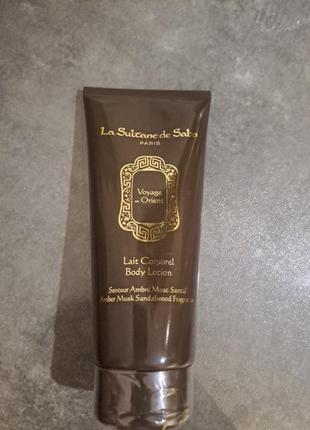 La Sultane de Saba
PARIS
Voyage
en Orient
Lait Corporel
Body Lotion
Senteur Ambre Musc Santal
Amber Musk Sandalwood Fragrance